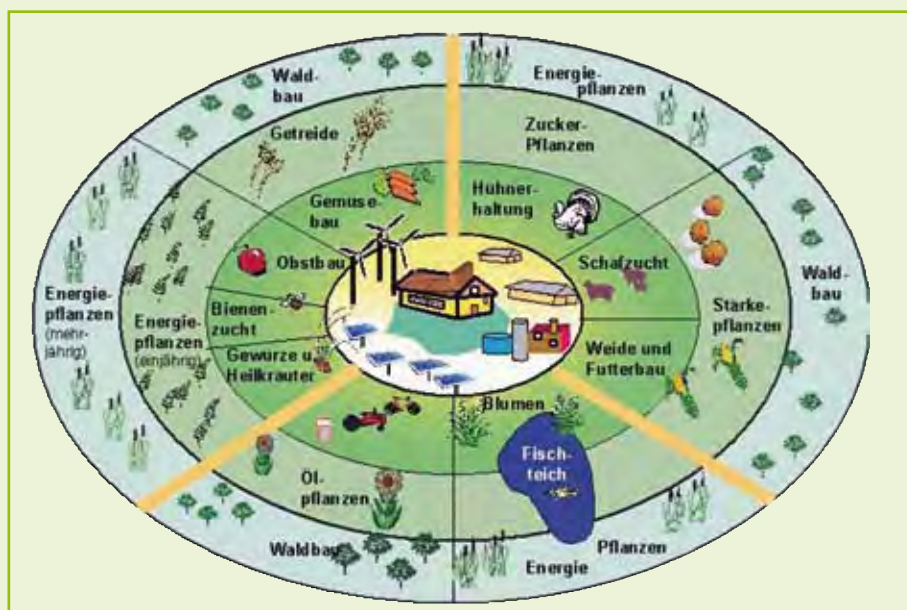 Wald-
bau
Energie-
pflanzen
Getreide
Zucker-
Pflanzen
Gemüse
bau
Hühner-
haltung
Obstbau
Schafzucht
Wald-
bau
Energie-
pflanzen
(mehr-
jährig)
Energie-
pflanzen
(einjährig)
Bienen-
zucht
Stärke-
pflanzen
Gewürze u.
Heilkräuter
Weide und
Futterbau
Blumen
Fisch-
teich
Öl-
pflanzen
Waldbau
Pflanzen
Energie